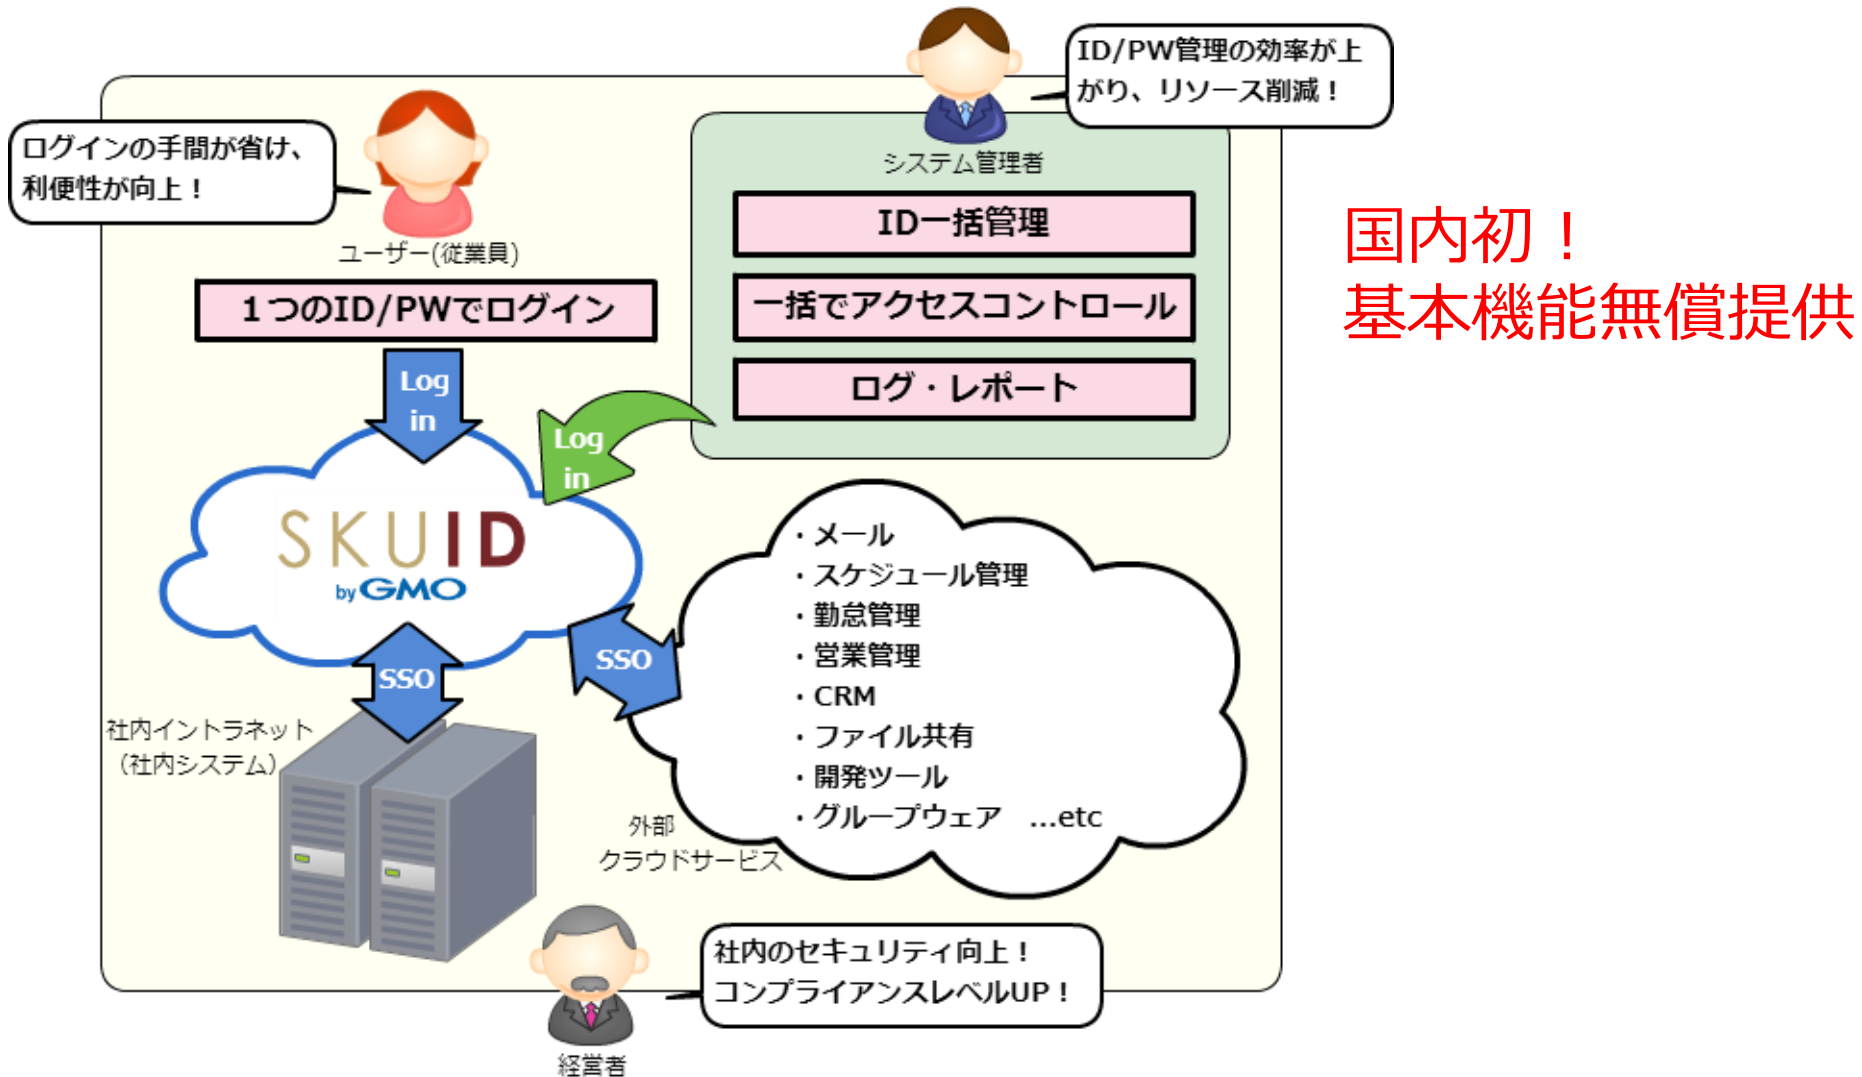 ID/PW管理の効率が上
がり、リソース削減！
ログインの手間が省け、
利便性が向上！
システム管理者
ID一括管理
一括でアクセスコントロール
ログ・レポート
国内初！
基本機能無償提供
ユーザー(従業員)
１つのID/PWでログイン
Log
in
Log
in
SKUID
by GMO
・メール
・スケジュール管理
・勤怠管理
・営業管理
・CRM
・ファイル共有
・開発ツール
・グループウェア　...etc
SSO
SSO
社内イントラネット
（社内システム）
外部
クラウドサービス
社内のセキュリティ向上！
コンプライアンスレベルUP！
経営者